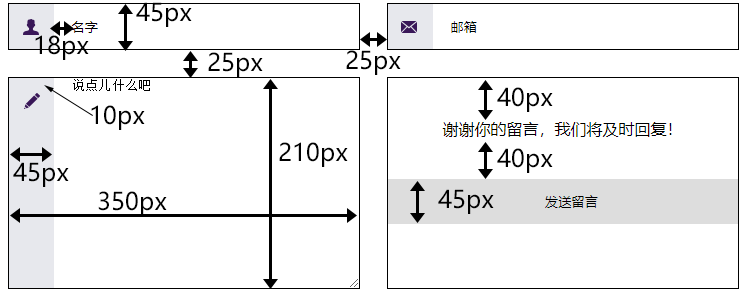 名字
45px
邮箱
18px
25px
25px
说点儿什么吧
10px
40px
谢谢你的留言，我们将及时回复！
210px
40px
45px
350px
45px
发送留言